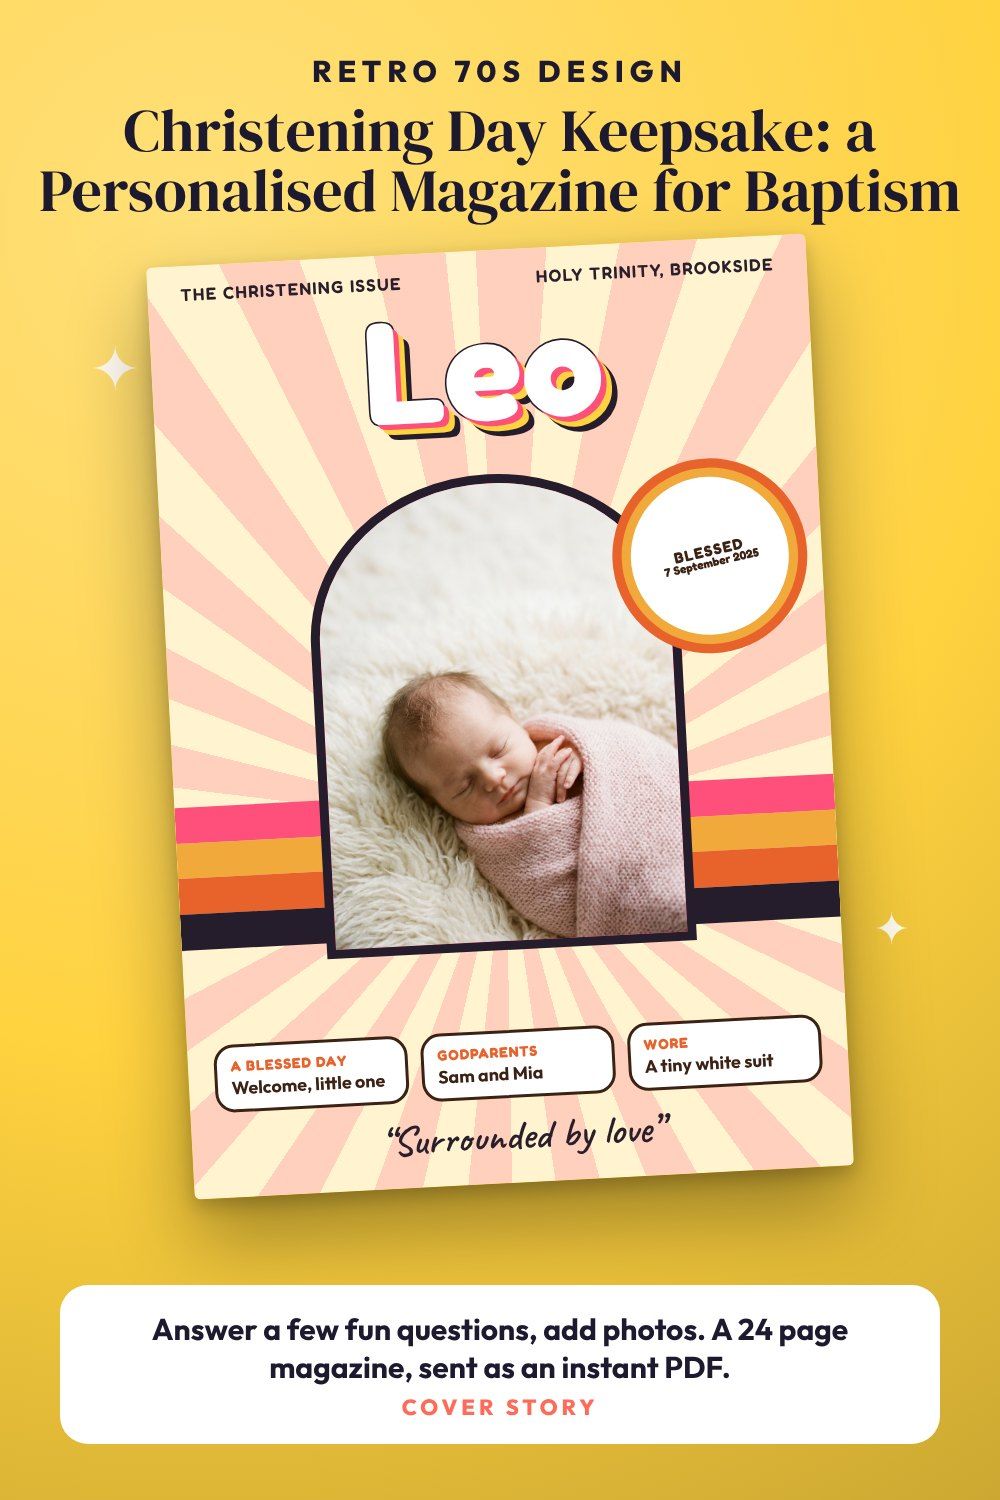 RETRO 70S DESIGN
Christening Day Keepsake: a
Personalised Magazine for Baptism
THE CHRISTENING ISSUE
HOLY TRINITY, BROOKSIDE
Leo
BLESSED
7 September 2025
A BLESSED DAY
Welcome, little one
GODPARENTS
Sam and Mia
WORE
A tiny white suit
“Surrounded by love”
Answer a few fun questions, add photos. A 24 page
magazine, sent as an instant PDF.
COVER STORY